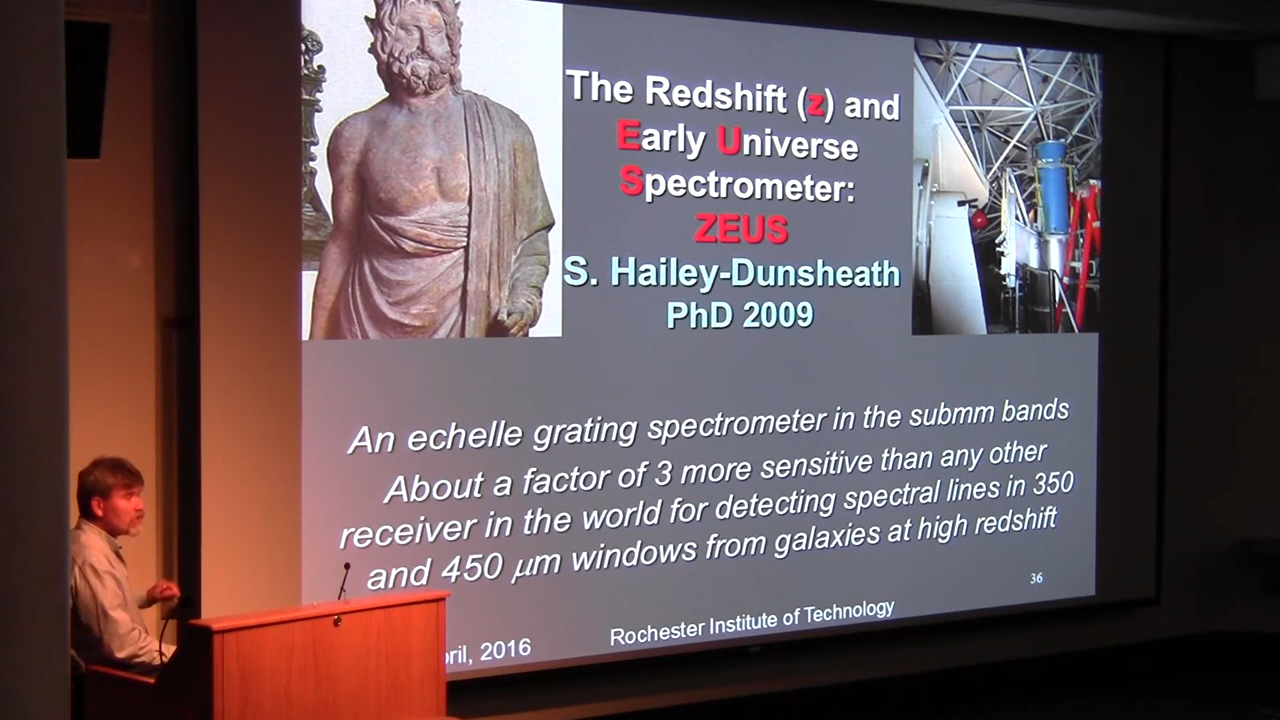 The Redshift (z) and
Early Universe
Spectrometer:
ZEUS
S. Hailey-Dunsheath
PhD 2009
An echelle grating spectrometer in the submm bands
About a factor of 3 more sensitive than any other
receiver in the world for detecting spectral lines in 350
and 450 μm windows from galaxies at high redshift
36
Rochester Institute of Technology
2016